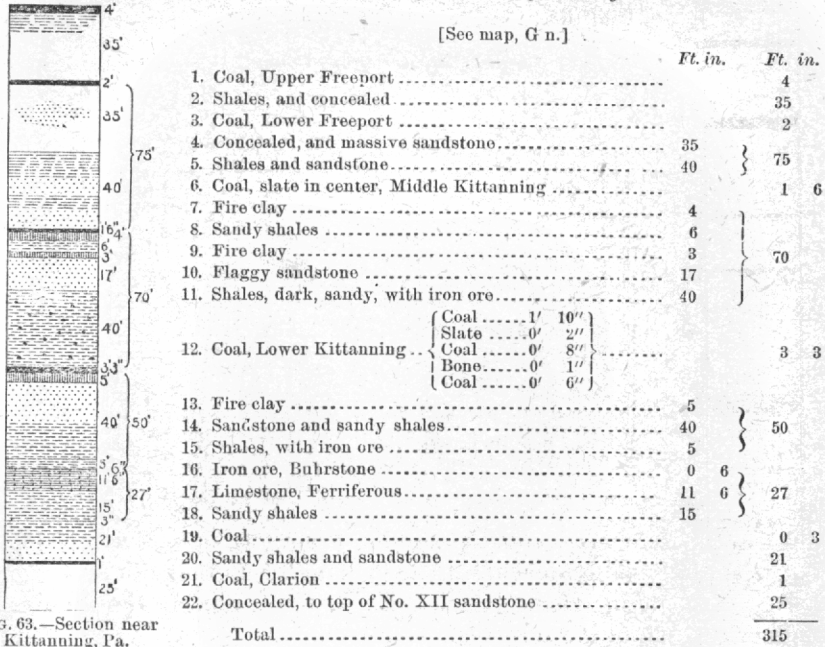 [See map, G n.]
Ft. in. Ft. in.
1. Coal, Upper Freeport 4
2. Shales, and concealed 35
3. Coal, Lower Freeport 2
4. Concealed, and massive sandstone 35
5. Shales and sandstone 40 } 75
6. Coal, slate in center, Middle Kittanning 1 6
7. Fire clay 4
8. Sandy shales 6
9. Fire clay 3 } 70
10. Flaggy sandstone 17
11. Shales, dark, sandy, with iron ore 40
12. Coal, Lower Kittanning 3 3
Coal 1' 10"
Slate 0' 2"
Coal 0' 8"
Bone 0' 1"
Coal 0' 6"
13. Fire clay 5
14. Sandstone and sandy shales 40 } 50
15. Shales, with iron ore 5
16. Iron ore, Buhrstone 0 6
17. Limestone, Ferriferous 11 6 } 27
18. Sandy shales 15
19. Coal 0 3
20. Sandy shales and sandstone 21
21. Coal, Clarion 1
22. Concealed, to top of No. XII sandstone 25
Total 315
4'
35'
2'
35'
75'
40'
1'6"
4'
6'
3'
17'
70'
40'
3'3"
5'
40'
50'
5'
6"
11'6"
27'
15'
3"
21'
1'
25'
G. 63.—Section near
Kittanning, Pa.